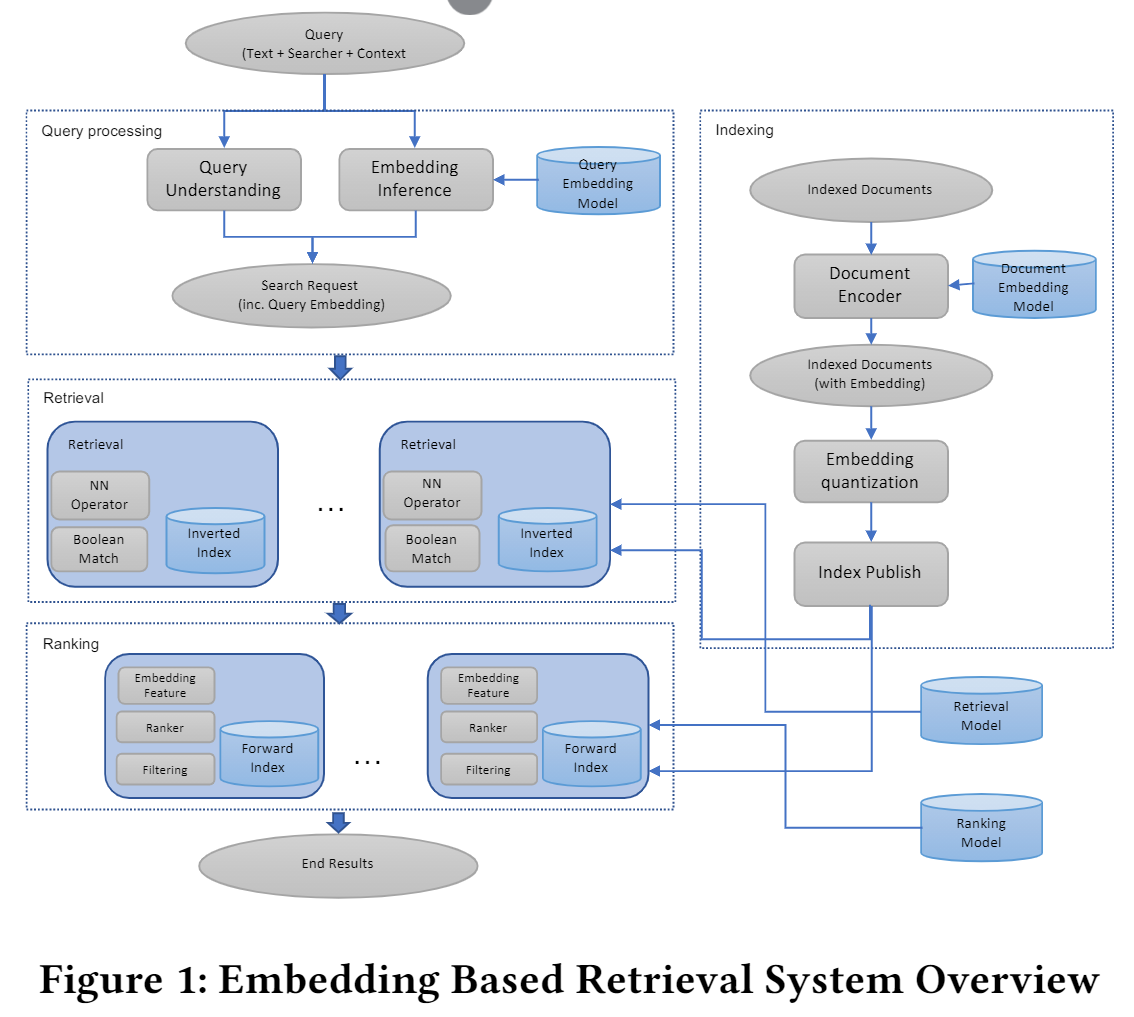 Query
(Text + Searcher + Context
Query processing
Query
Understanding
Embedding
Inference
Query
Embedding
Model
Search Request
(inc. Query Embedding)
Indexing
Indexed Documents
Document
Encoder
Document
Embedding
Model
Indexed Documents
(with Embedding)
Embedding
quantization
Index Publish
Retrieval
Retrieval
NN
Operator
Boolean
Match
Inverted
Index
...
Retrieval
NN
Operator
Boolean
Match
Inverted
Index
Ranking
Embedding
Feature
Ranker
Filtering
Forward
Index
...
Embedding
Feature
Ranker
Filtering
Forward
Index
Retrieval
Model
Ranking
Model
End Results
Figure 1: Embedding Based Retrieval System Overview